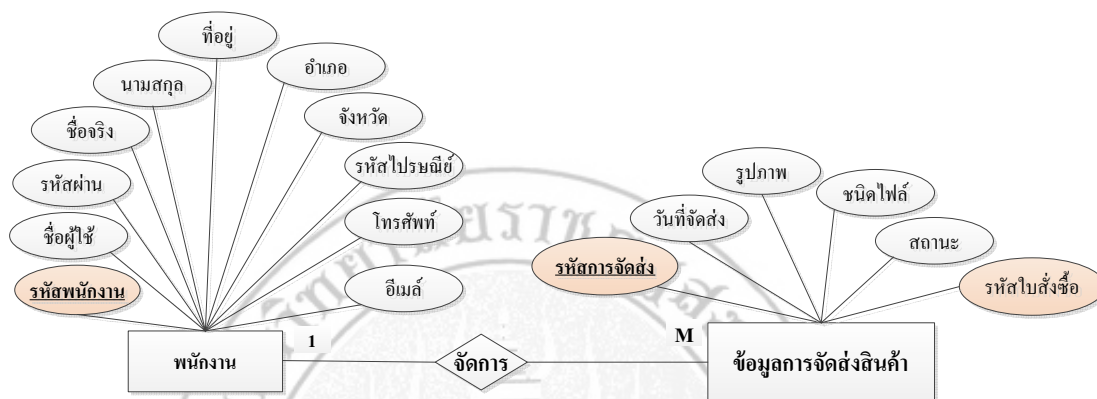 ที่อยู่
อำเภอ
นามสกุล
จังหวัด
ชื่อจริง
รหัสไปรษณีย์
รหัสผ่าน
โทรศัพท์
ชื่อผู้ใช้
อีเมล์
รหัสพนักงาน
รูปภาพ
ชนิดไฟล์
วันที่จัดส่ง
สถานะ
รหัสการจัดส่ง
รหัสใบสั่งซื้อ
พนักงาน
1
จัดการ
M
ข้อมูลการจัดส่งสินค้า